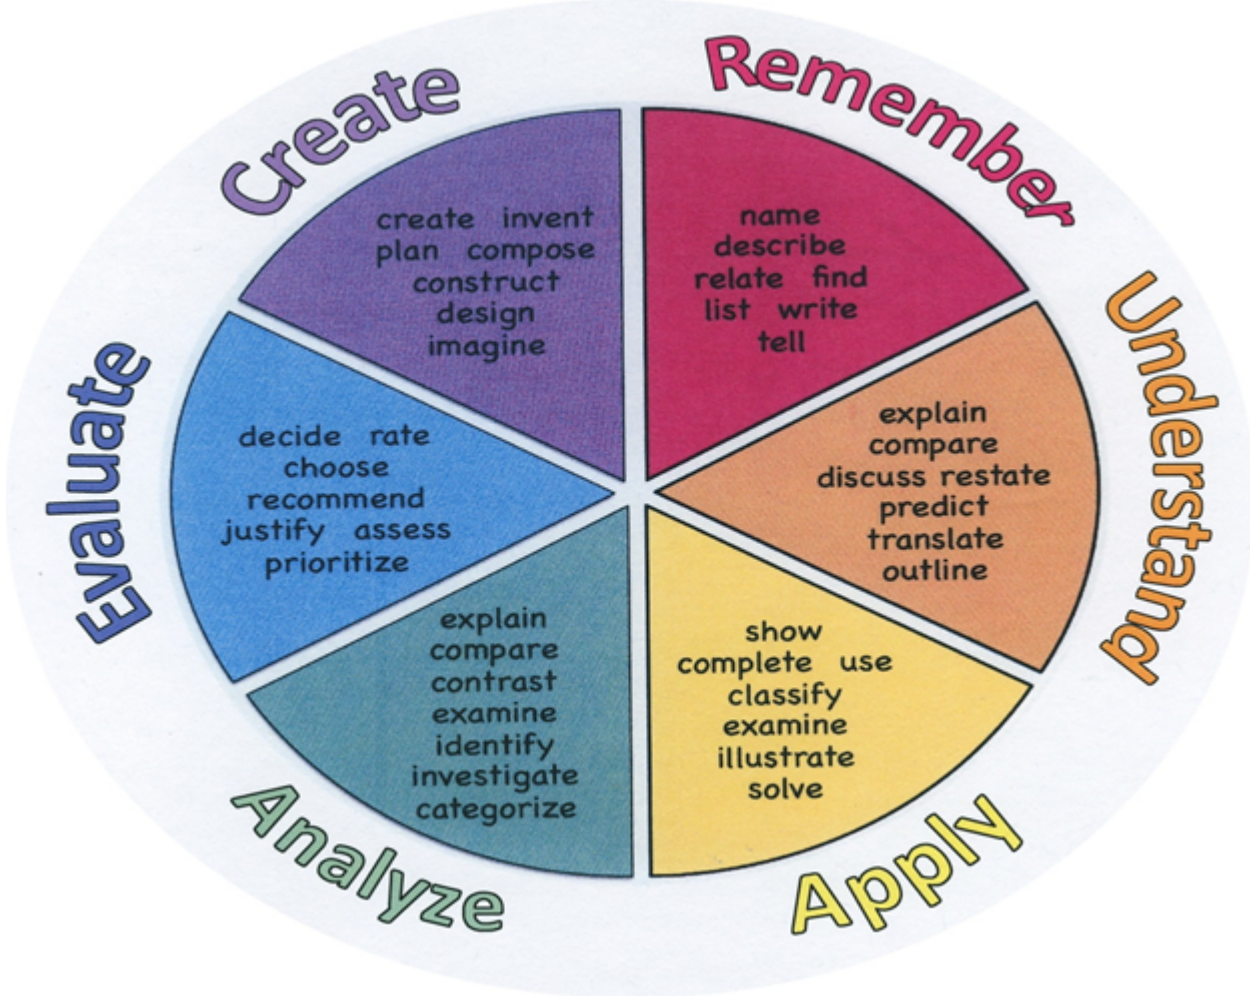 Remember
name
describe
relate find
list write
tell
Understand
explain
compare
discuss restate
predict
translate
outline
Apply
show
complete use
classify
examine
illustrate
solve
Analyze
explain
compare
contrast
examine
identify
investigate
categorize
Evaluate
decide rate
choose
recommend
justify assess
prioritize
Create
create invent
plan compose
construct
design
imagine